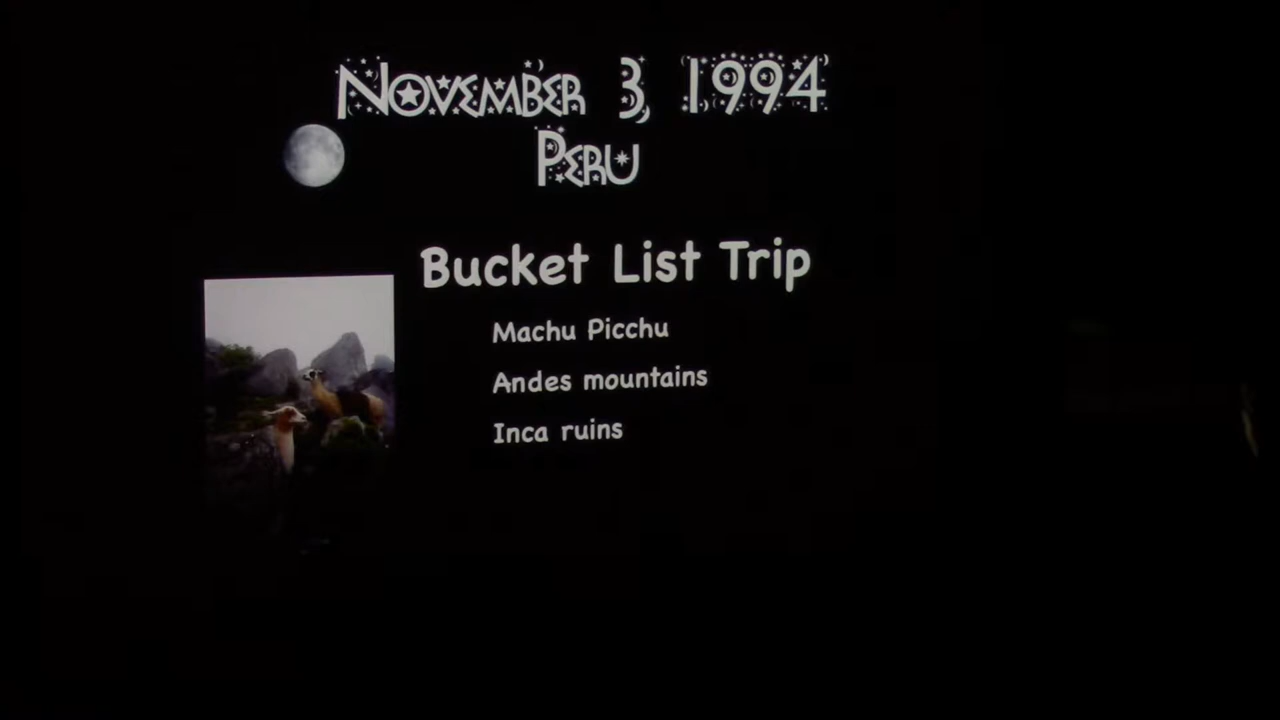 November 3, 1994
Peru
Bucket List Trip
Machu Picchu
Andes mountains
Inca ruins